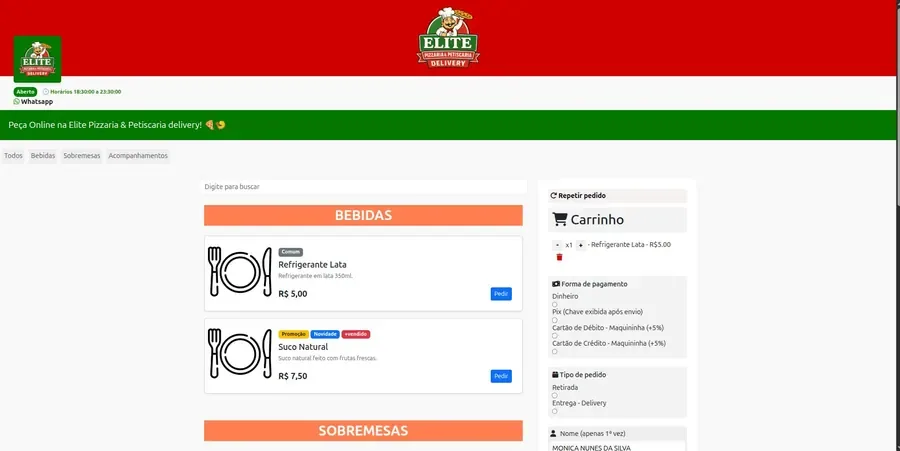 ELITE
PIZZARIA & PETISCARIA
DELIVERY
ELITE
PIZZARIA & PETISCARIA
DELIVERY
Aberto Horários 18:30:00 a 23:30:00
Whatsapp
Peça Online na Elite Pizzaria & Petiscaria delivery! 🍕🍤
Todos Bebidas Sobremesas Acompanhamentos
Digite para buscar
BEBIDAS
Comum
Refrigerante Lata
Refrigerante em lata 350ml.
R$ 5,00 Pedir
Promoção Novidade +vendido
Suco Natural
Suco natural feito com frutas frescas.
R$ 7,50 Pedir
SOBREMESAS
Repetir pedido
Carrinho
- x1 + - Refrigerante Lata - R$5.00
Forma de pagamento
Dinheiro
Pix (Chave exibida após envio)
Cartão de Débito - Maquininha (+5%)
Cartão de Crédito - Maquininha (+5%)
Tipo de pedido
Retirada
Entrega - Delivery
Nome (apenas 1ª vez)
MONICA NUNES DA SILVA